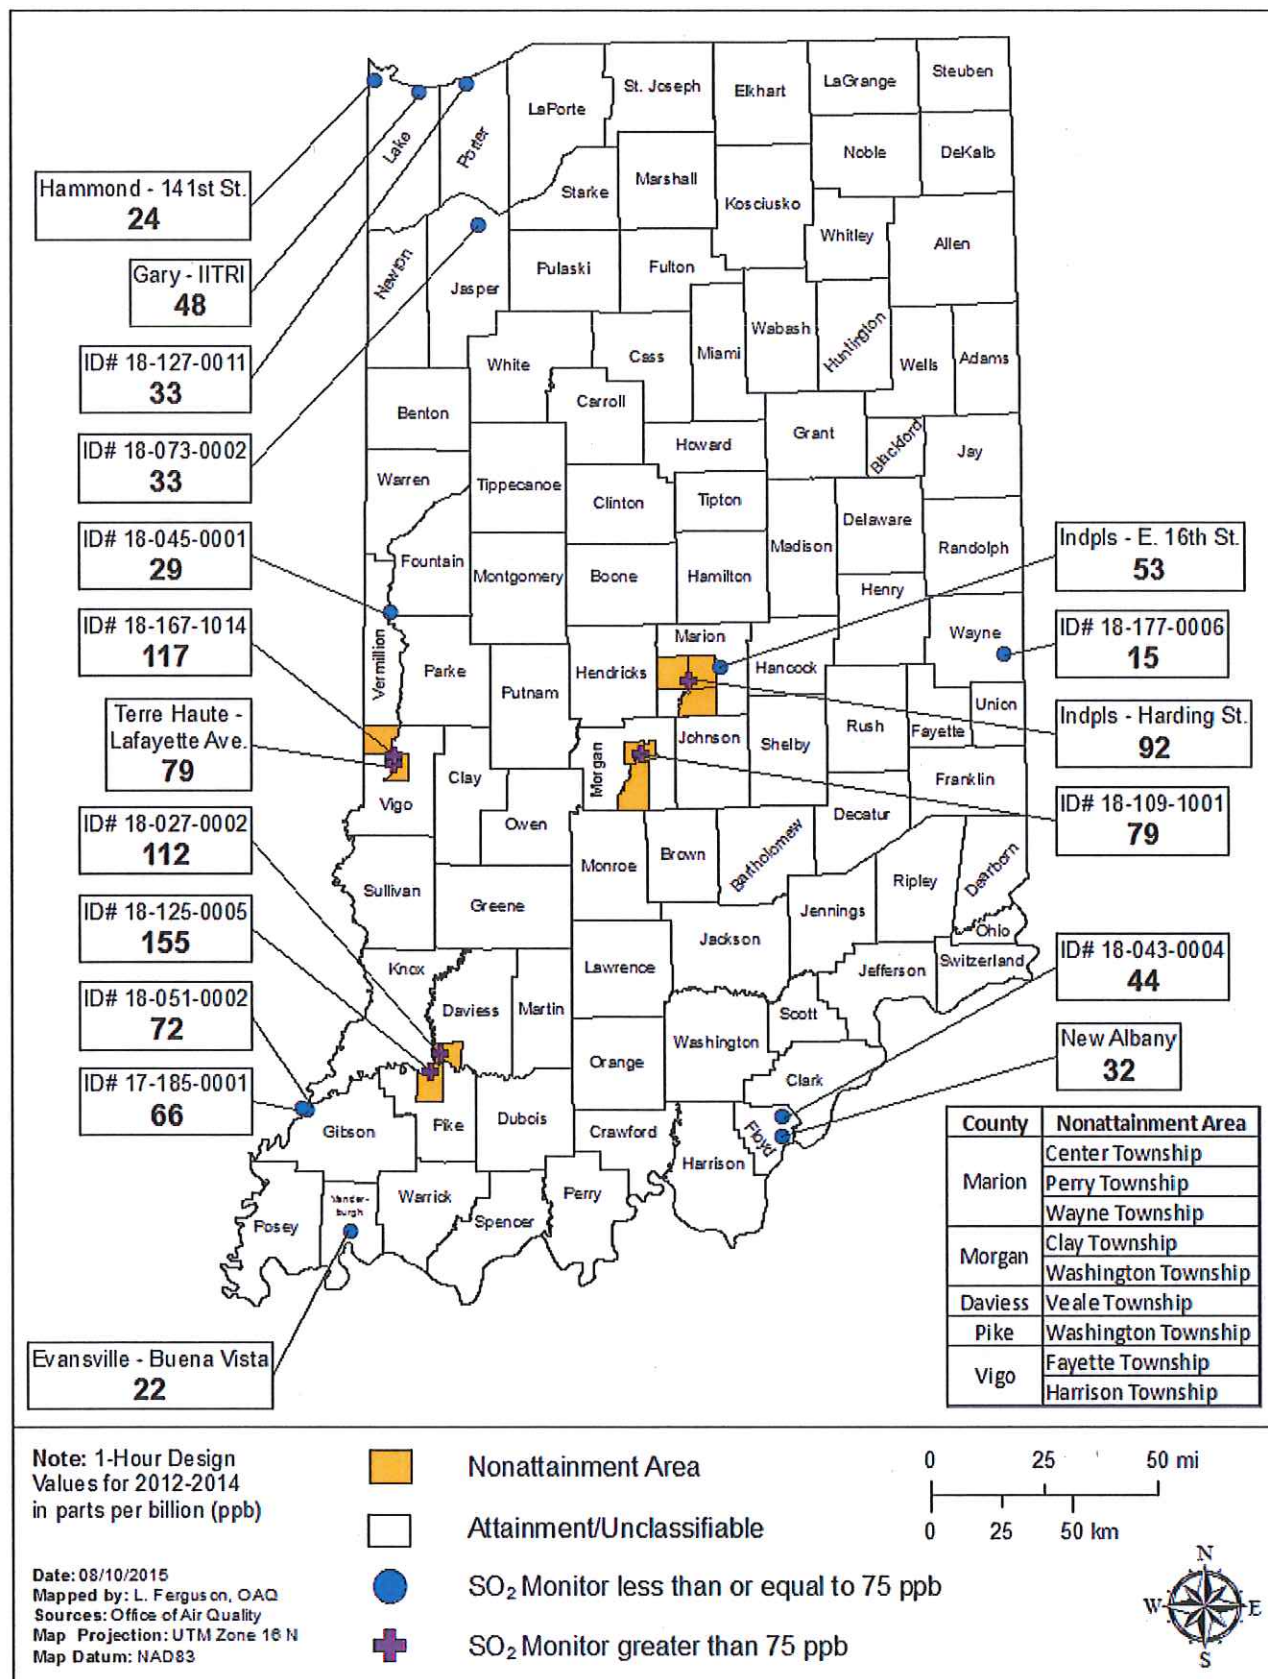 Hammond - 141st St.
24
Gary - IITRI
48
ID# 18-127-0011
33
ID# 18-073-0002
33
ID# 18-045-0001
29
ID# 18-167-1014
117
Terre Haute -
Lafayette Ave.
79
ID# 18-027-0002
112
ID# 18-125-0005
155
ID# 18-051-0002
72
ID# 17-185-0001
66
Evansville - Buena Vista
22
Lake
Porter
LaPorte
St. Joseph
Elkhart
LaGrange
Steuben
Noble
DeKalb
Starke
Marshall
Kosciusko
Whitley
Allen
Newton
Jasper
Pulaski
Fulton
Wabash
Huntington
Miami
Wells
Adams
White
Cass
Carroll
Benton
Howard
Grant
Blackford
Jay
Warren
Tippecanoe
Clinton
Tipton
Delaware
Randolph
Madison
Fountain
Montgomery
Boone
Hamilton
Henry
Wayne
Vermillion
Parke
Putnam
Hendricks
Marion
Hancock
Rush
Fayette
Union
Vigo
Clay
Owen
Morgan
Johnson
Shelby
Franklin
Decatur
Sullivan
Greene
Monroe
Brown
Bartholomew
Jennings
Ripley
Dearborn
Ohio
Switzerland
Jefferson
Jackson
Lawrence
Knox
Daviess
Martin
Orange
Washington
Scott
Clark
Floyd
Harrison
Crawford
Gibson
Pike
Dubois
Posey
Vander-
burgh
Warrick
Spencer
Perry
Indpls - E. 16th St.
53
ID# 18-177-0006
15
Indpls - Harding St.
92
ID# 18-109-1001
79
ID# 18-043-0004
44
New Albany
32
County Nonattainment Area
Marion Center Township
Perry Township
Wayne Township
Morgan Clay Township
Washington Township
Daviess Veale Township
Pike Washington Township
Vigo Fayette Township
Harrison Township
Note: 1-Hour Design
Values for 2012-2014
in parts per billion (ppb)
Date: 08/10/2015
Mapped by: L. Ferguson, OAQ
Sources: Office of Air Quality
Map Projection: UTM Zone 16 N
Map Datum: NAD83
Nonattainment Area
Attainment/Unclassifiable
SO₂ Monitor less than or equal to 75 ppb
SO₂ Monitor greater than 75 ppb
0 25 50 mi
0 25 50 km
N
W E
S